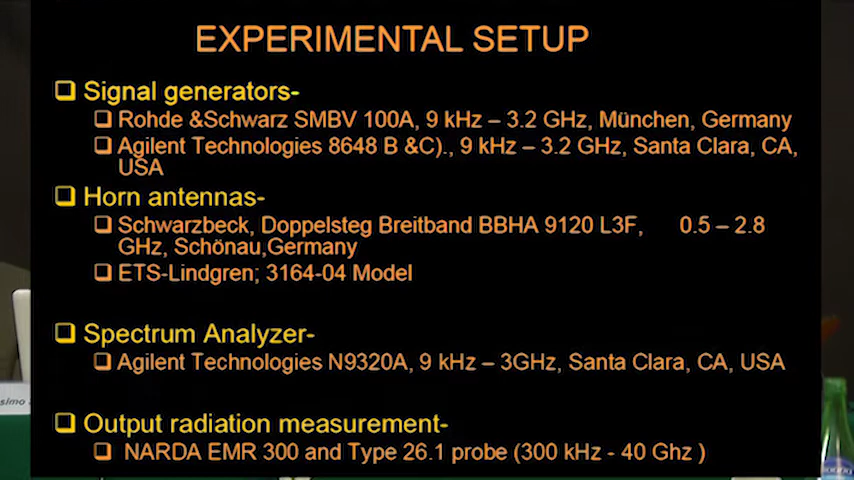 EXPERIMENTAL SETUP
Signal generators-
Rohde &Schwarz SMBV 100A, 9 kHz – 3.2 GHz, München, Germany
Agilent Technologies 8648 B &C)., 9 kHz – 3.2 GHz, Santa Clara, CA,
USA
Horn antennas-
Schwarzbeck, Doppelsteg Breitband BBHA 9120 L3F, 0.5 – 2.8
GHz, Schönau,Germany
ETS-Lindgren; 3164-04 Model
Spectrum Analyzer-
Agilent Technologies N9320A, 9 kHz – 3GHz, Santa Clara, CA, USA
Output radiation measurement-
NARDA EMR 300 and Type 26.1 probe (300 kHz - 40 Ghz )
simo